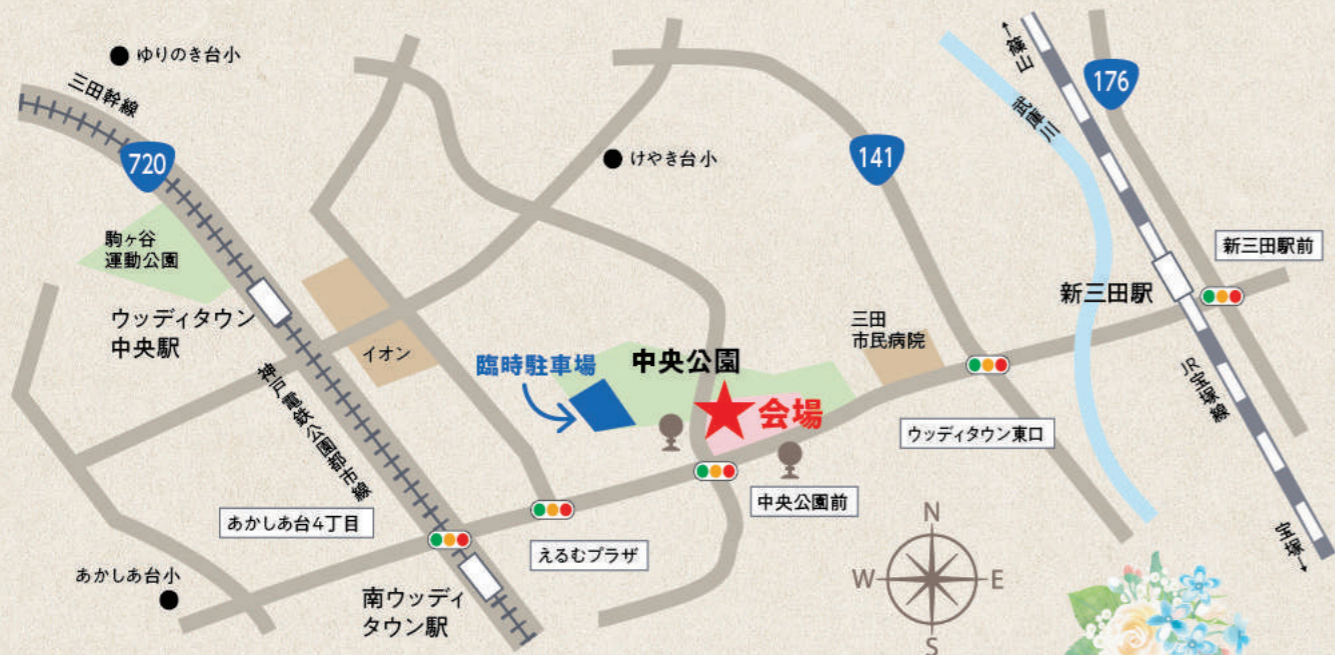 ゆりのき台小
三田幹線
720
けやき台小
141
武庫川
←篠山
176
駒ヶ谷
運動公園
新三田駅前
新三田駅
ウッディタウン
中央駅
イオン
臨時駐車場
中央公園
会場
三田
市民病院
神戸電鉄公園都市線
JR宝塚線
ウッディタウン東口
中央公園前
あかしあ台4丁目
えるむプラザ
あかしあ台小
南ウッディ
タウン駅
宝塚→
N
W
E
S